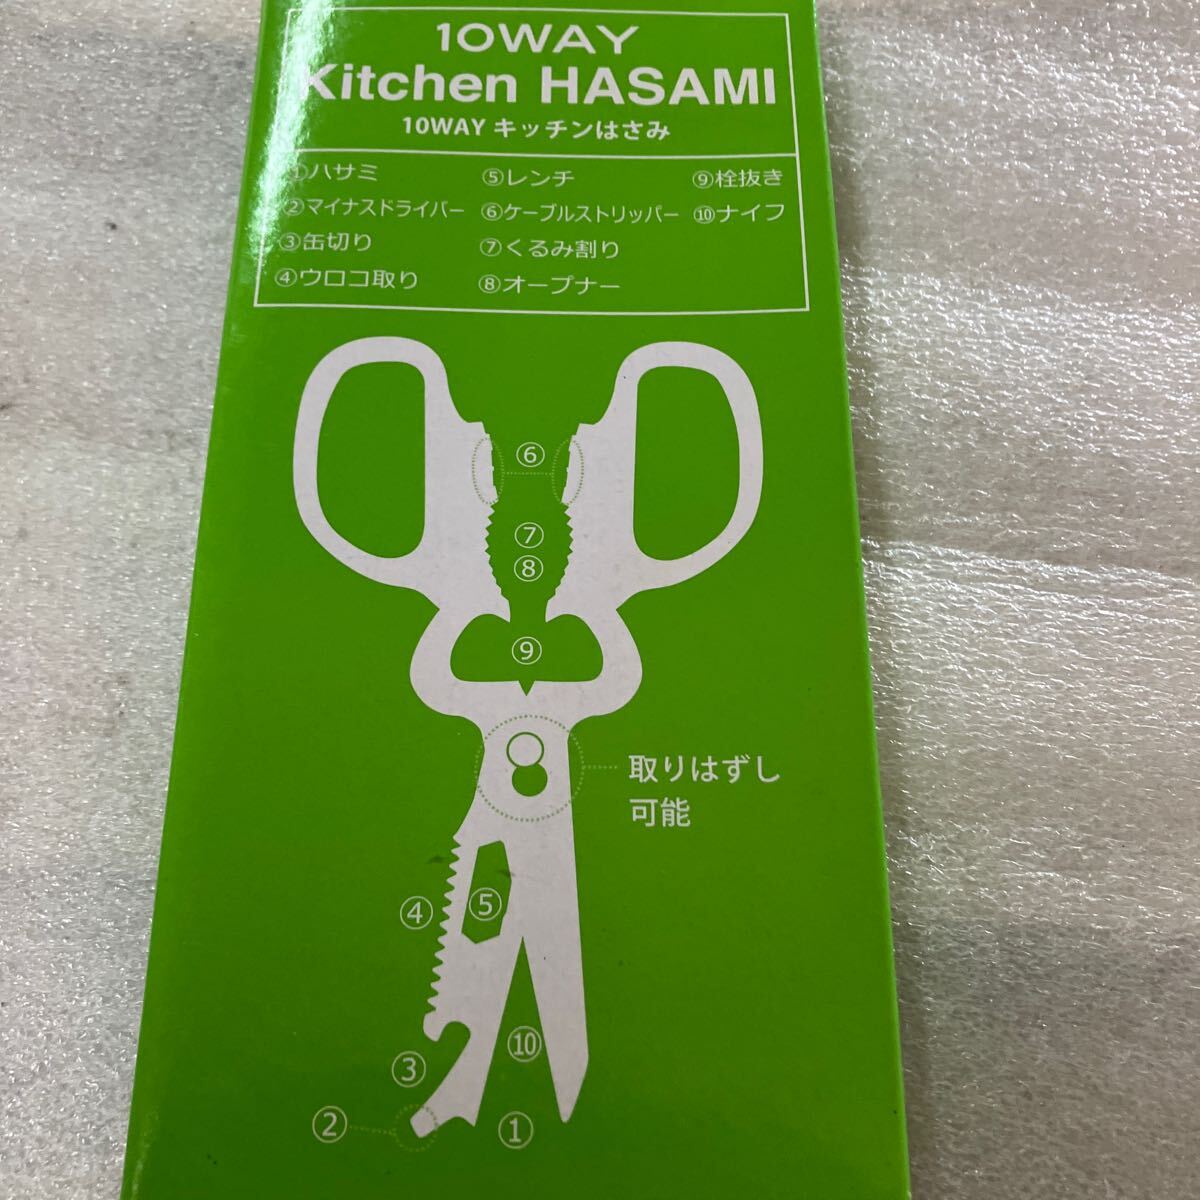 10WAY
Kitchen HASAMI
10WAY キッチンはさみ
①ハサミ ⑤レンチ ⑨栓抜き
②マイナスドライバー ⑥ケーブルストリッパー ⑩ナイフ
③缶切り ⑦くるみ割り
④ウロコ取り ⑧オープナー
⑥
⑦
⑧
⑨
取りはずし
可能
④ ⑤
⑩
③
② ①